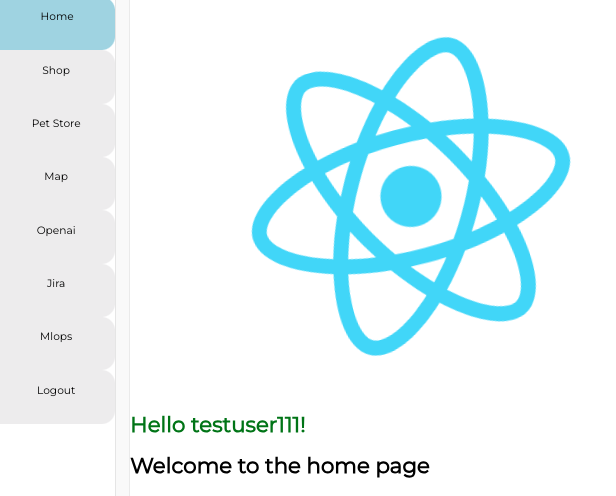 Home
Shop
Pet Store
Map
Openai
Jira
Mlops
Logout
Hello testuser111!
Welcome to the home page